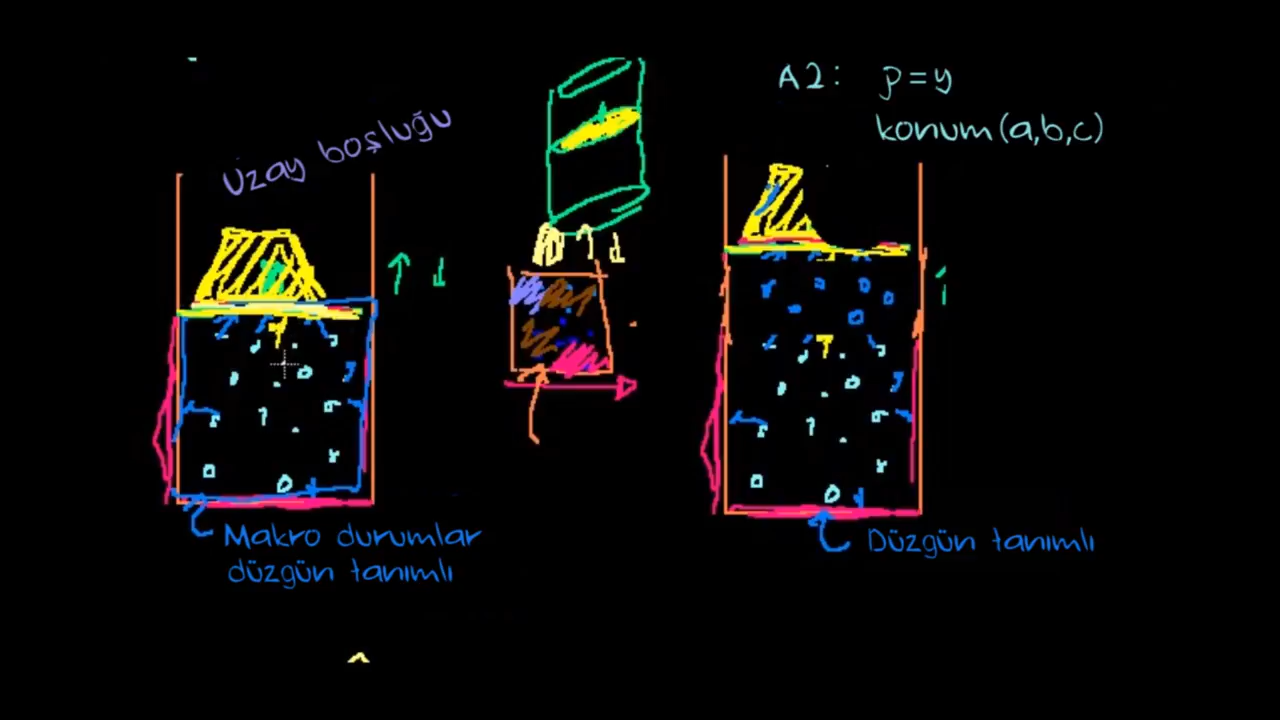 Uzay boşluğu
A2: p=y
konum(a,b,c)
d
d
T
T
Makro durumlar
düzgün tanımlı
Düzgün tanımlı